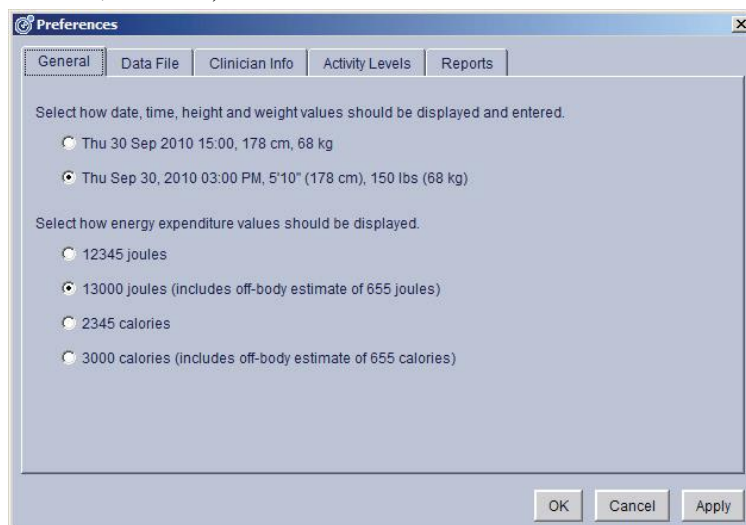 Preferences
General Data File Clinician Info Activity Levels Reports
Select how date, time, height and weight values should be displayed and entered.
Thu 30 Sep 2010 15:00, 178 cm, 68 kg
Thu Sep 30, 2010 03:00 PM, 5'10" (178 cm), 150 lbs (68 kg)
Select how energy expenditure values should be displayed.
12345 joules
13000 joules (includes off-body estimate of 655 joules)
2345 calories
3000 calories (includes off-body estimate of 655 calories)
OK Cancel Apply